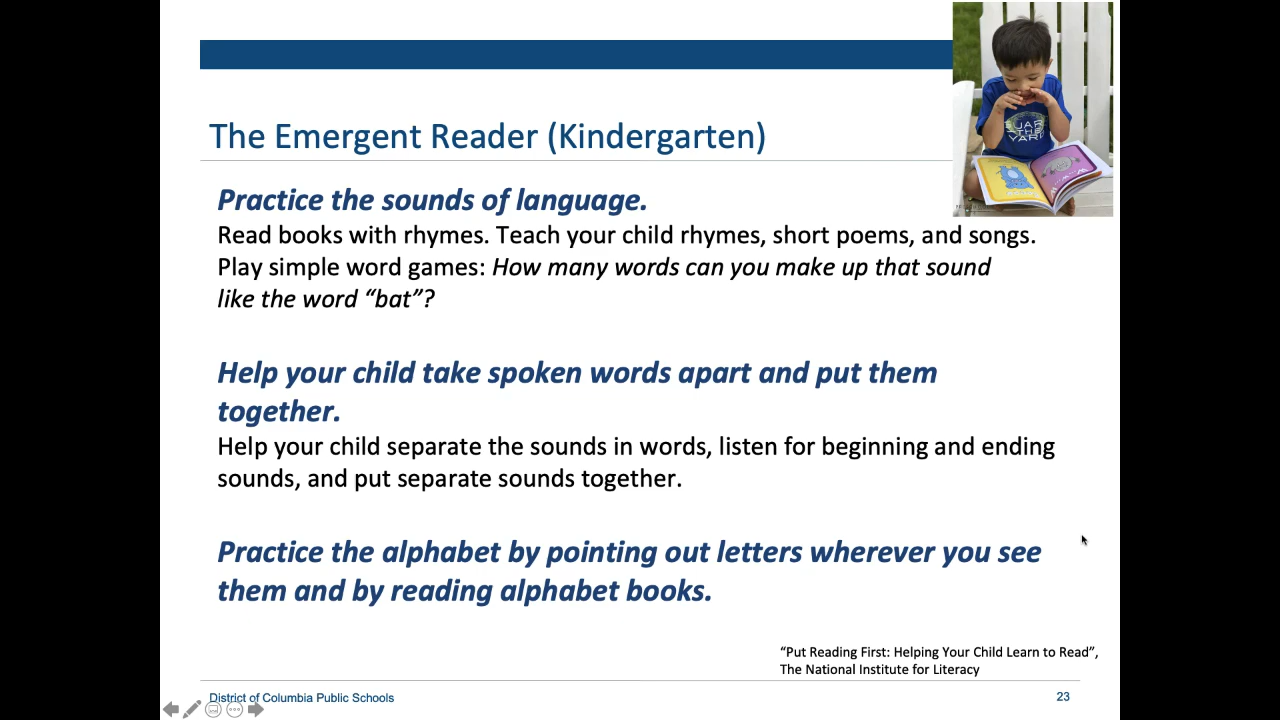 The Emergent Reader (Kindergarten)
Practice the sounds of language.
Read books with rhymes. Teach your child rhymes, short poems, and songs.
Play simple word games: How many words can you make up that sound
like the word “bat”?
Help your child take spoken words apart and put them
together.
Help your child separate the sounds in words, listen for beginning and ending
sounds, and put separate sounds together.
Practice the alphabet by pointing out letters wherever you see
them and by reading alphabet books.
“Put Reading First: Helping Your Child Learn to Read”,
The National Institute for Literacy
District of Columbia Public Schools
23